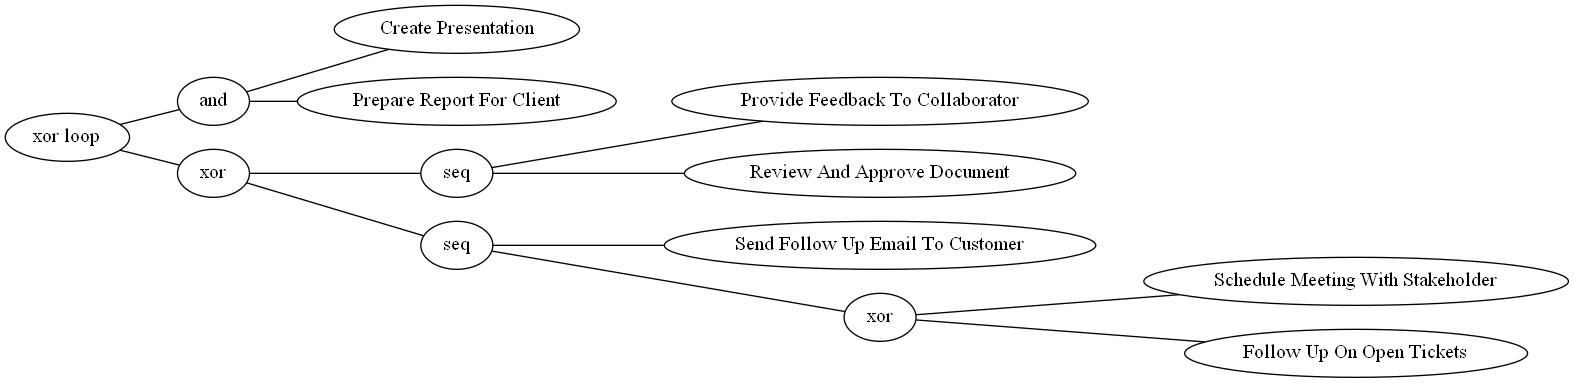 Create Presentation
and
Prepare Report For Client
Provide Feedback To Collaborator
xor loop
xor
seq
Review And Approve Document
seq
Send Follow Up Email To Customer
Schedule Meeting With Stakeholder
xor
Follow Up On Open Tickets